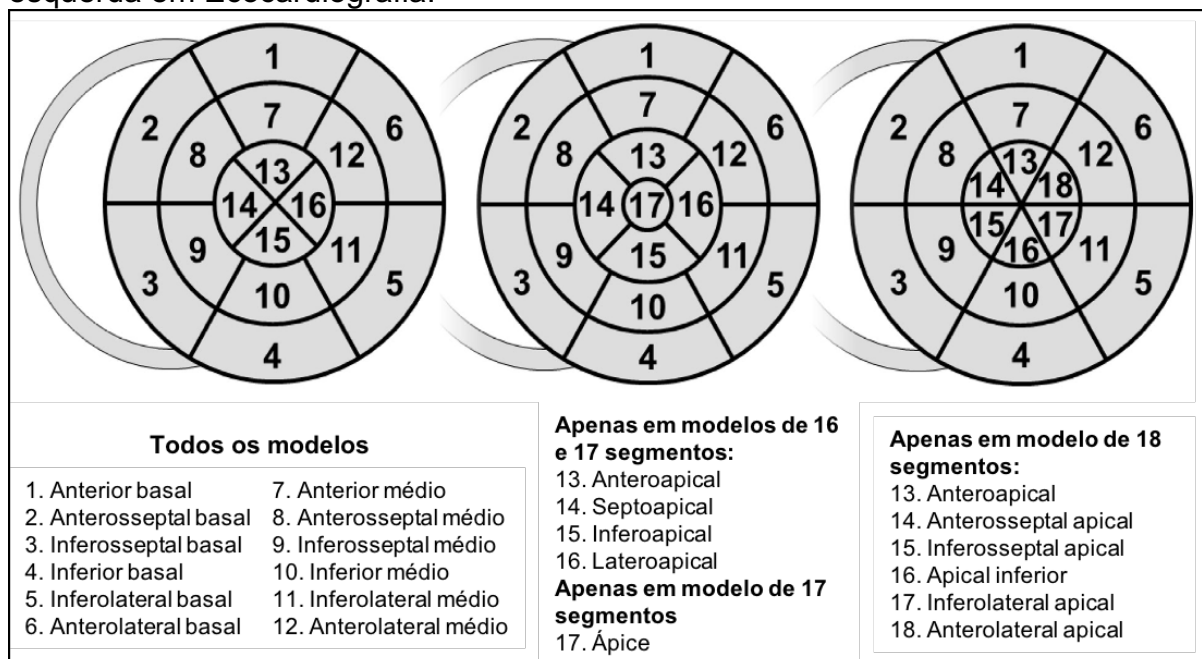 esquerda em Ecocardiografia.
1
7
2
6
8
12
13
14
16
15
9
11
3
5
10
4
1
7
2
6
8
12
13
14
17
16
15
9
11
3
5
10
4
1
7
2
6
8
12
13
14
18
15
17
16
9
11
3
5
10
4
Todos os modelos
1. Anterior basal
2. Anterosseptal basal
3. Inferosseptal basal
4. Inferior basal
5. Inferolateral basal
6. Anterolateral basal
7. Anterior médio
8. Anterosseptal médio
9. Inferosseptal médio
10. Inferior médio
11. Inferolateral médio
12. Anterolateral médio
Apenas em modelos de 16
e 17 segmentos:
13. Anteroapical
14. Septoapical
15. Inferoapical
16. Lateroapical
Apenas em modelo de 17
segmentos
17. Ápice
Apenas em modelo de 18
segmentos:
13. Anteroapical
14. Anterosseptal apical
15. Inferosseptal apical
16. Apical inferior
17. Inferolateral apical
18. Anterolateral apical